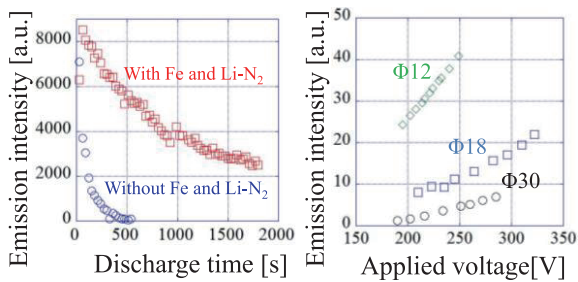 Emission intensity [a.u.]
8000
6000
4000
2000
0
With Fe and Li-N₂
Without Fe and Li-N₂
0 500 1000 1500 2000
Discharge time [s]
Emission intensity [a.u.]
50
40
30
20
10
0
Φ12
Φ18
Φ30
150 200 250 300 350
Applied voltage[V]